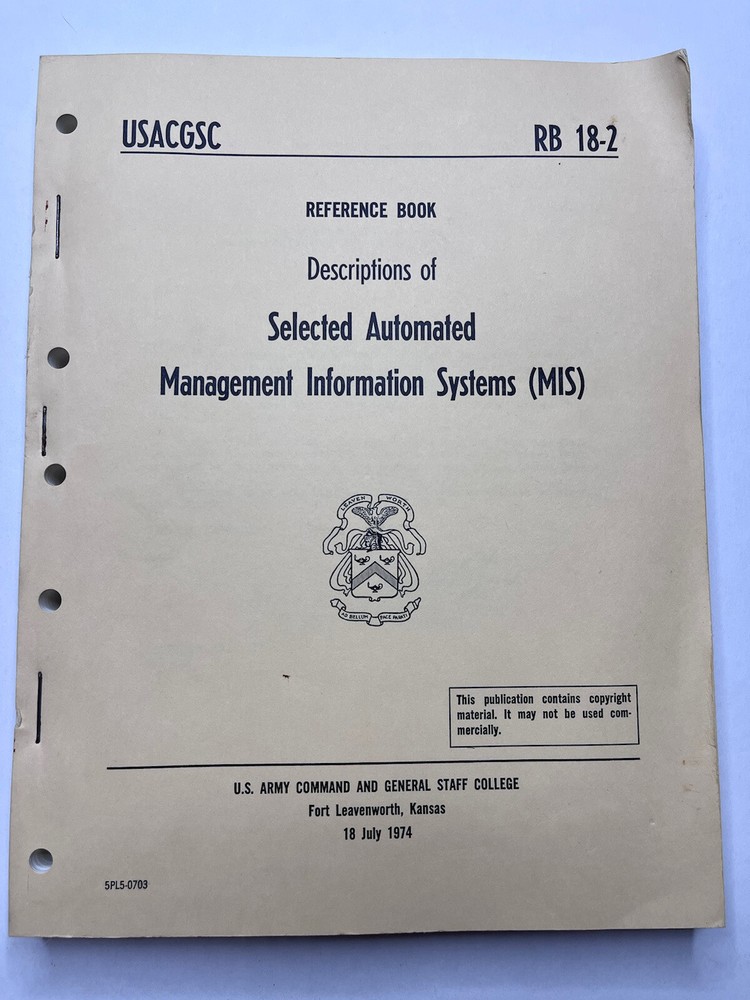 USACGSC RB 18-2
REFERENCE BOOK
Descriptions of
Selected Automated
Management Information Systems (MIS)
LEAVEN WORTH
AD BELLUM PACE PARATI
This publication contains copyright
material. It may not be used com-
mercially.
U.S. ARMY COMMAND AND GENERAL STAFF COLLEGE
Fort Leavenworth, Kansas
18 July 1974
5PL5-0703